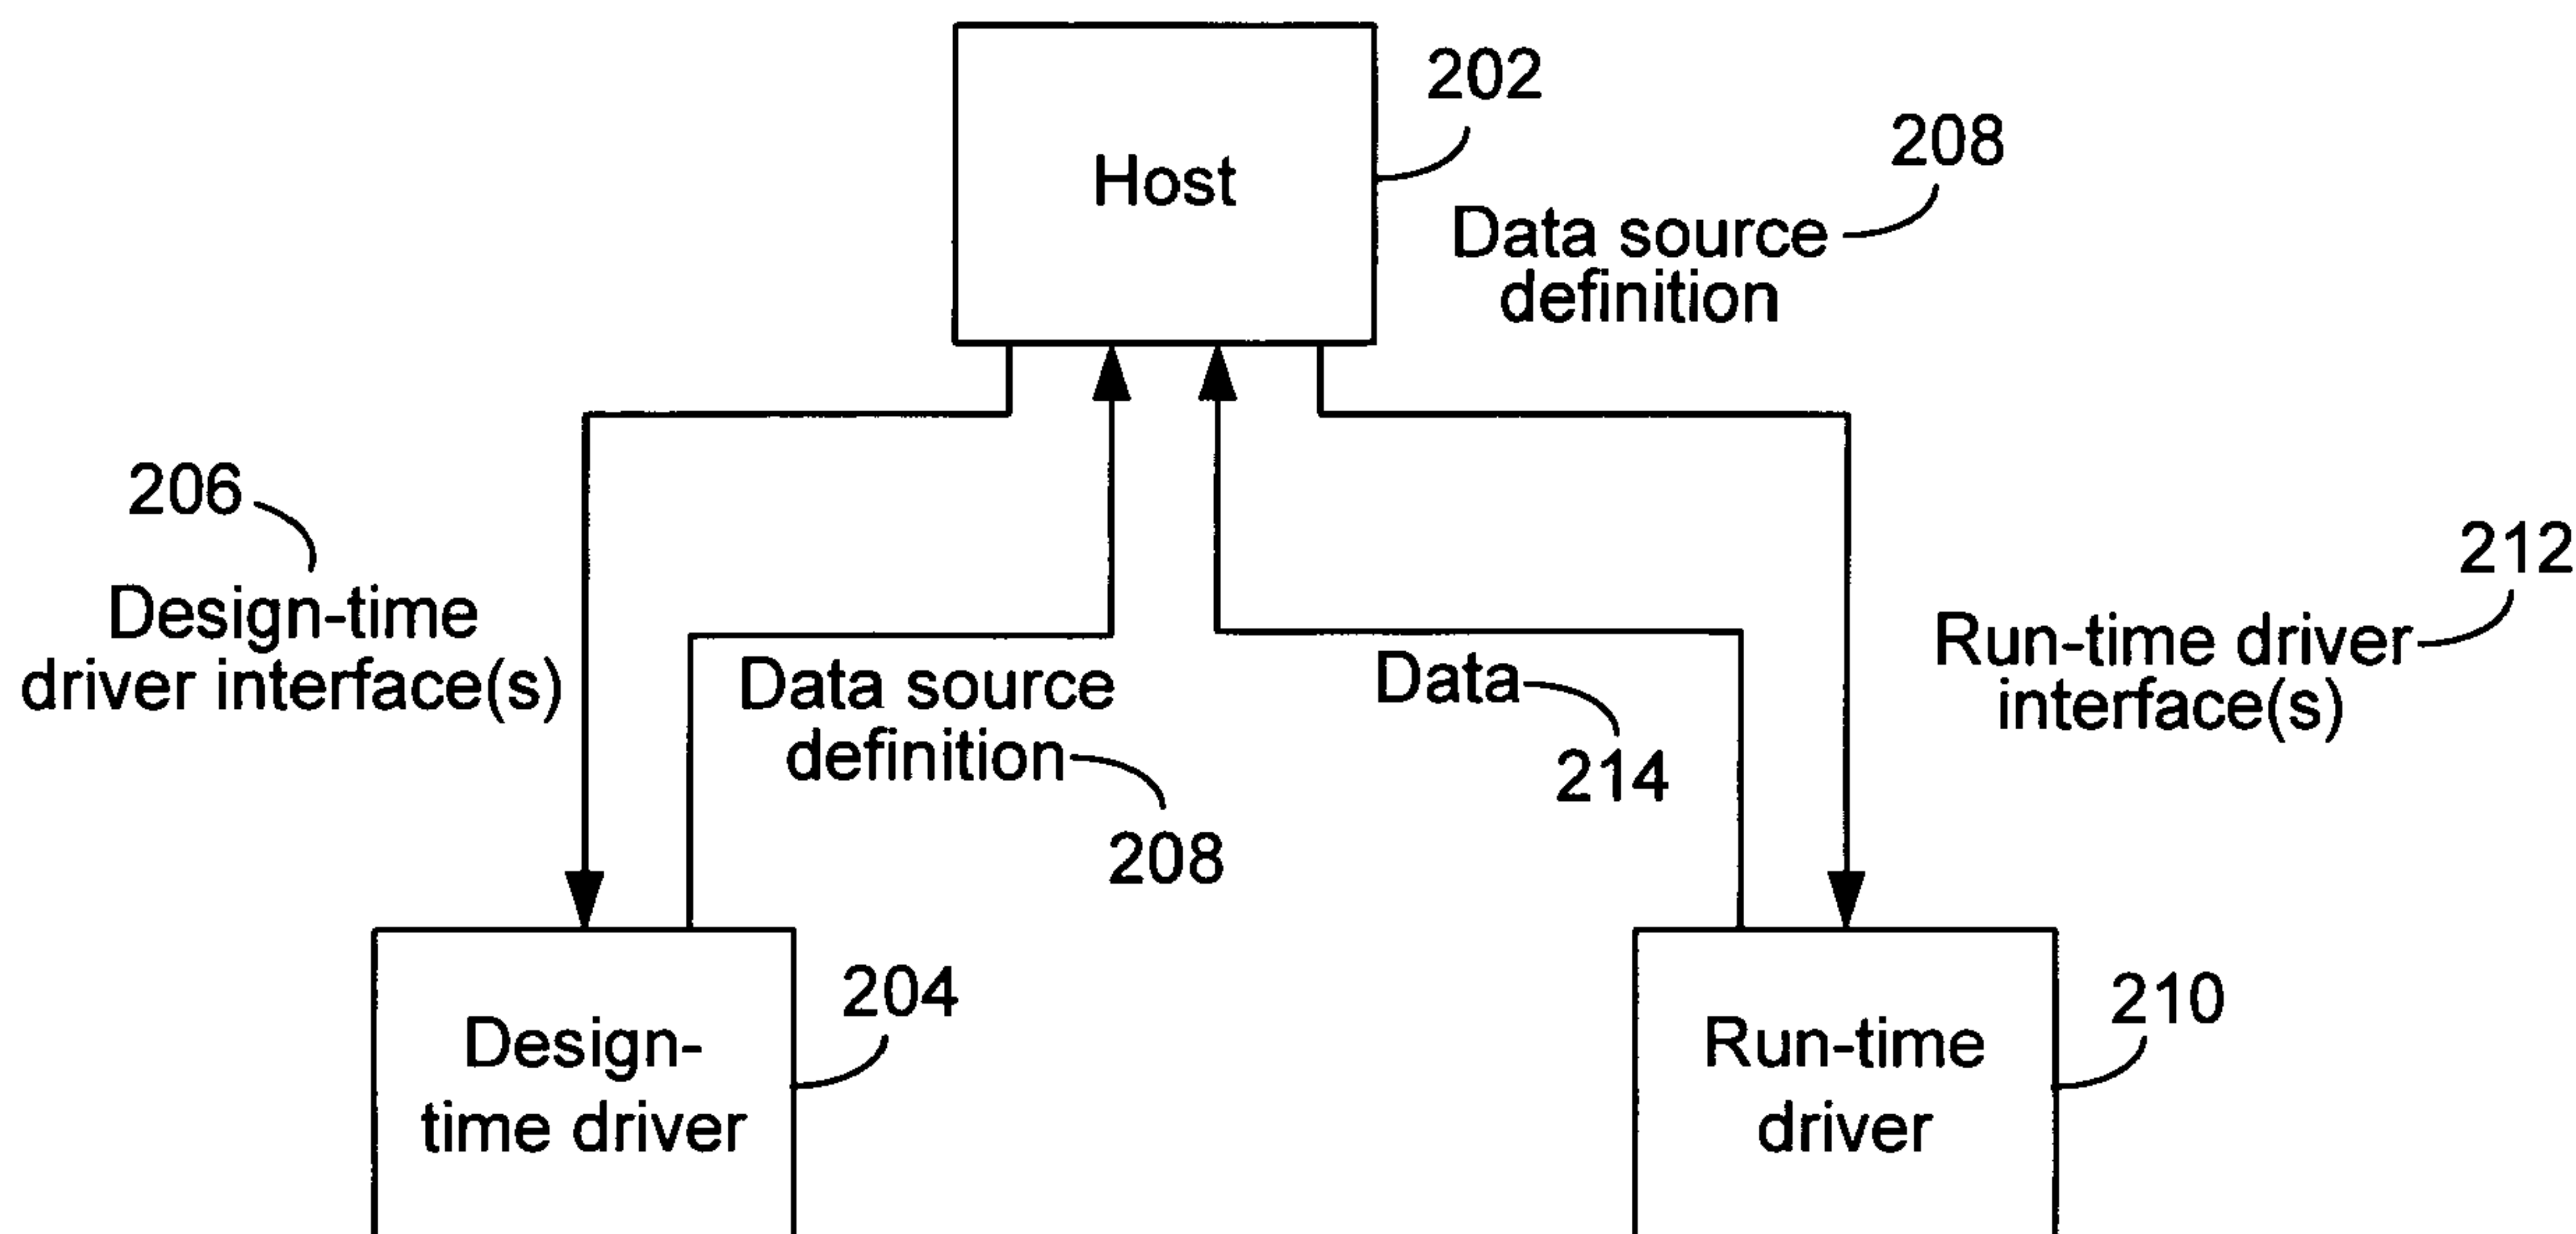 202
Host
208
Data source
definition
206
Design-time
driver interface(s)
Data source
definition
208
Data
214
212
Run-time driver
interface(s)
Design-
time driver
204
Run-time
driver
210